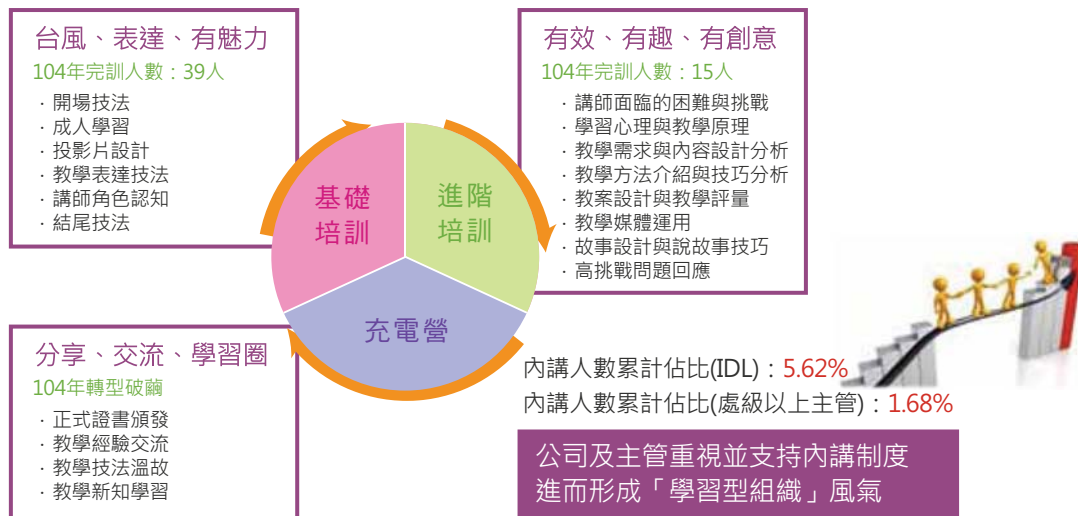 台風、表達、有魅力
104年完訓人數：39人
· 開場技法
· 成人學習
· 投影片設計
· 教學表達技法
· 講師角色認知
· 結尾技法
有效、有趣、有創意
104年完訓人數：15人
· 講師面臨的困難與挑戰
· 學習心理與教學原理
· 教學需求與內容設計分析
· 教學方法介紹與技巧分析
· 教案設計與教學評量
· 教學媒體運用
· 故事設計與說故事技巧
· 高挑戰問題回應
基礎
培訓
進階
培訓
充電營
分享、交流、學習圈
104年轉型破繭
· 正式證書頒發
· 教學經驗交流
· 教學技法溫故
· 教學新知學習
內講人數累計佔比(IDL)：5.62%
內講人數累計佔比(處級以上主管)：1.68%
公司及主管重視並支持內講制度
進而形成「學習型組織」風氣